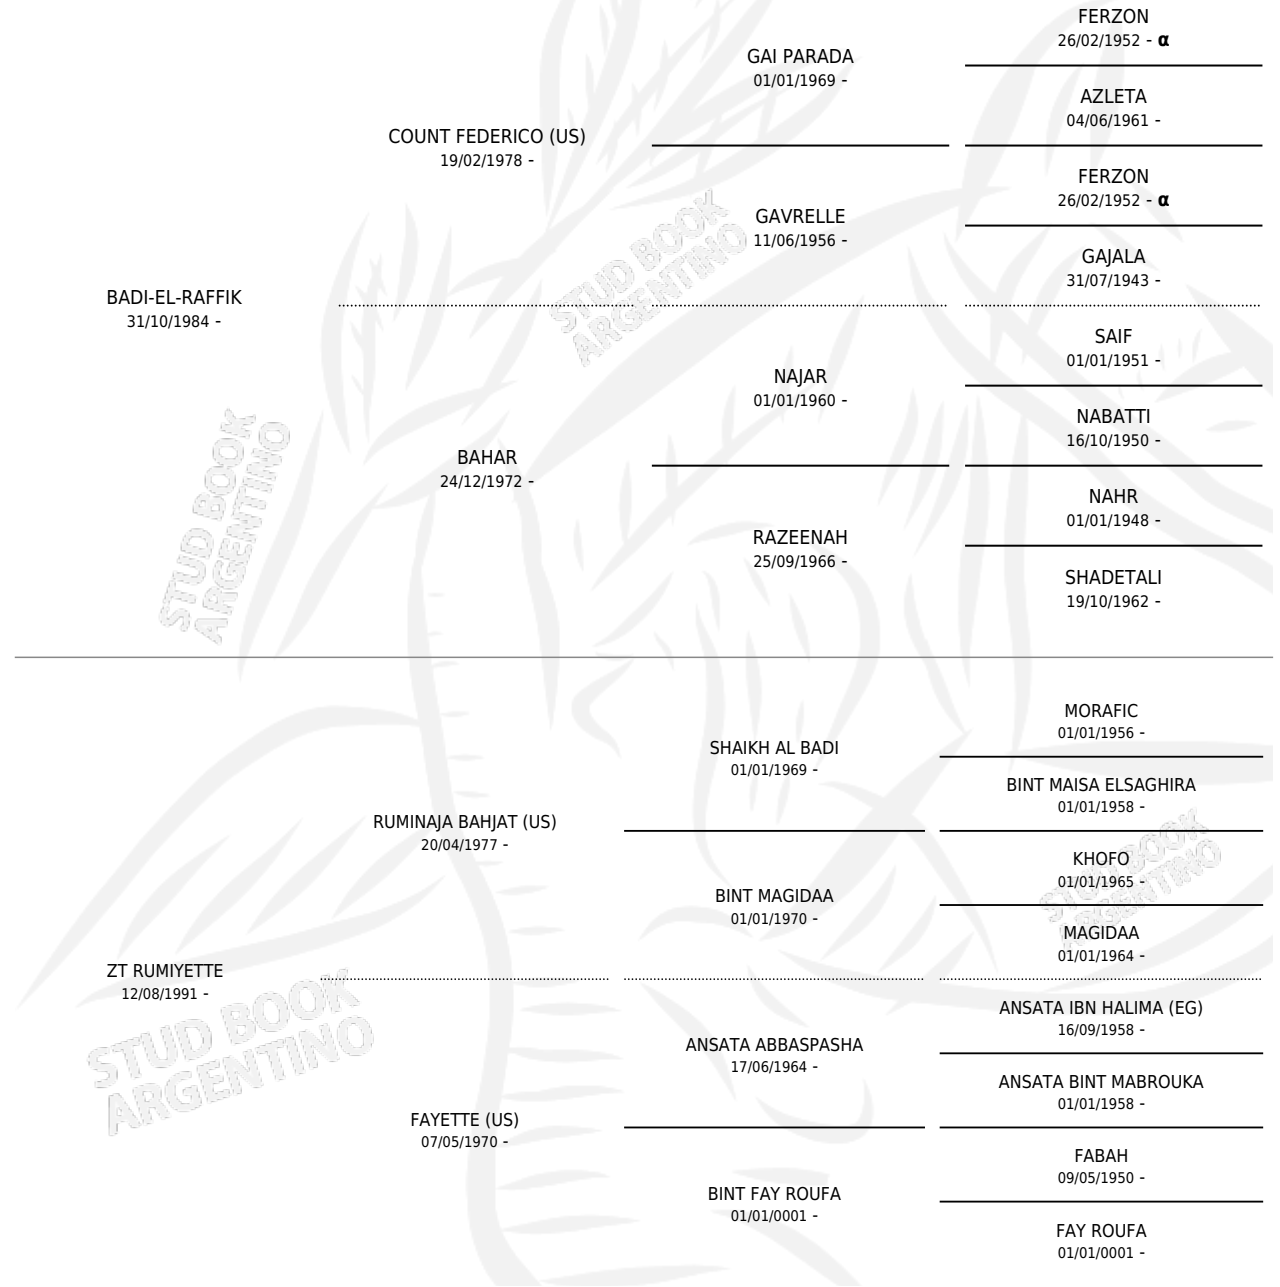 FERZON
26/02/1952 - α
GAI PARADA
01/01/1969 -
AZLETA
04/06/1961 -
COUNT FEDERICO (US)
19/02/1978 -
FERZON
26/02/1952 - α
GAVRELLE
11/06/1956 -
GAJALA
31/07/1943 -
BADI-EL-RAFFIK
31/10/1984 -
SAIF
01/01/1951 -
NAJAR
01/01/1960 -
NABATTI
16/10/1950 -
BAHAR
24/12/1972 -
NAHR
01/01/1948 -
RAZEENAH
25/09/1966 -
SHADETALI
19/10/1962 -
MORAFIC
01/01/1956 -
SHAIKH AL BADI
01/01/1969 -
BINT MAISA ELSAGHIRA
01/01/1958 -
RUMINAJA BAHJAT (US)
20/04/1977 -
KHOFO
01/01/1965 -
BINT MAGIDAA
01/01/1970 -
MAGIDAA
01/01/1964 -
ZT RUMIYETTE
12/08/1991 -
ANSATA IBN HALIMA (EG)
16/09/1958 -
ANSATA ABBASPASHA
17/06/1964 -
ANSATA BINT MABROUKA
01/01/1958 -
FAYETTE (US)
07/05/1970 -
FABAH
09/05/1950 -
BINT FAY ROUFA
01/01/0001 -
FAY ROUFA
01/01/0001 -
STUD BOOK
ARGENTINO
STUD BOOK
ARGENTINO
STUD BOOK
ARGENTINO
STUD BOOK
ARGENTINO